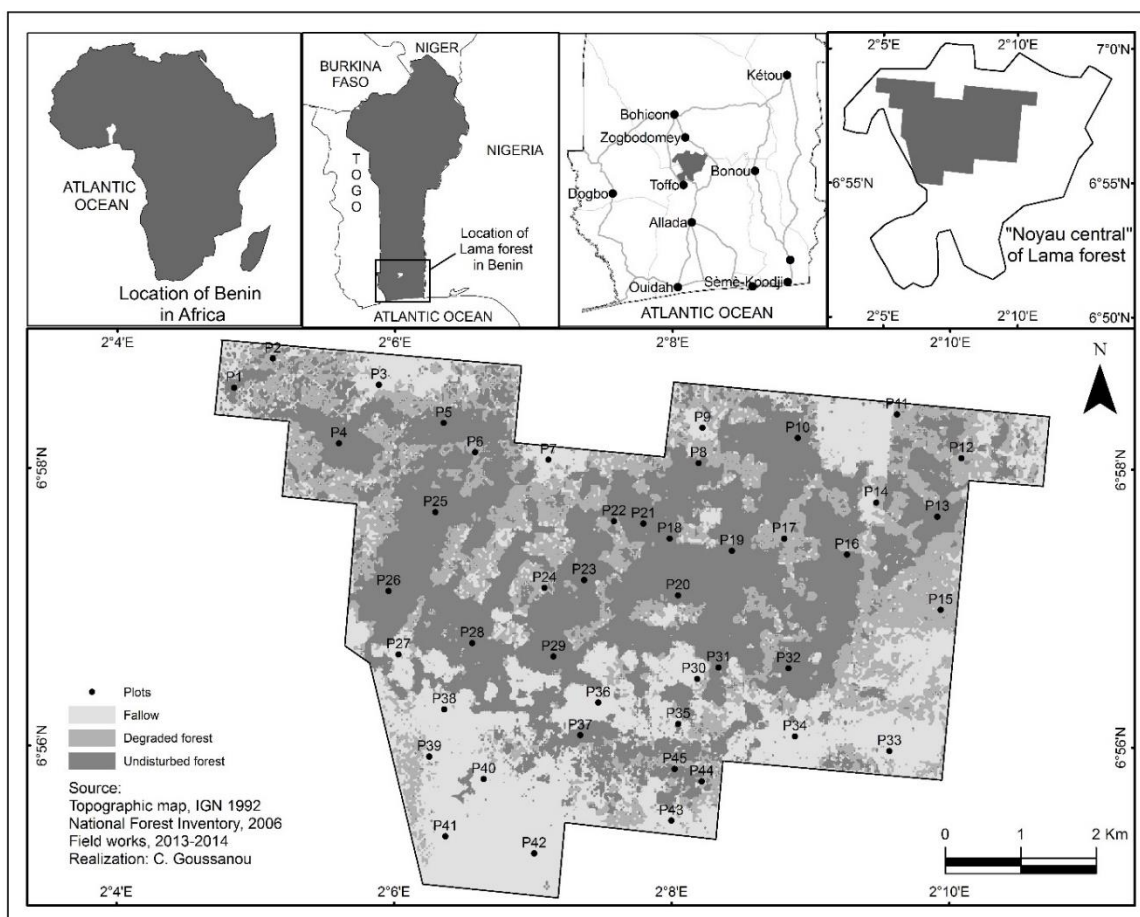 ATLANTIC
OCEAN
Location of Benin
in Africa
NIGER
BURKINA
FASO
TOGO
NIGERIA
Location of
Lama forest
in Benin
ATLANTIC OCEAN
Kétou
Bohicon
Zogbodomey
Bonou
Toffo
Dogbo
Allada
Ouidah
Sèmè-Kpodji
ATLANTIC OCEAN
2°5'E 2°10'E
7°0'N
6°55'N 6°55'N
"Noyau central"
of Lama forest
2°5'E 2°10'E 6°50'N
2°4'E 2°6'E 2°8'E 2°10'E
N
P2
P1
P3
P5
P4
P6
P7
P9
P8
P10
P11
P12
6°58'N 6°58'N
P25
P22
P21
P18
P19
P17
P14
P13
P16
P26
P24
P23
P20
P15
P27
P28
P29
P30
P31
P32
P38
P36
P37
P35
P34
P33
P39
P40
P45
P44
P41
P42
P43
6°56'N 6°56'N
Plots
Fallow
Degraded forest
Undisturbed forest
Source:
Topographic map, IGN 1992
National Forest Inventory, 2006
Field works, 2013-2014
Realization: C. Goussanou
0 1 2 Km
2°4'E 2°6'E 2°8'E 2°10'E